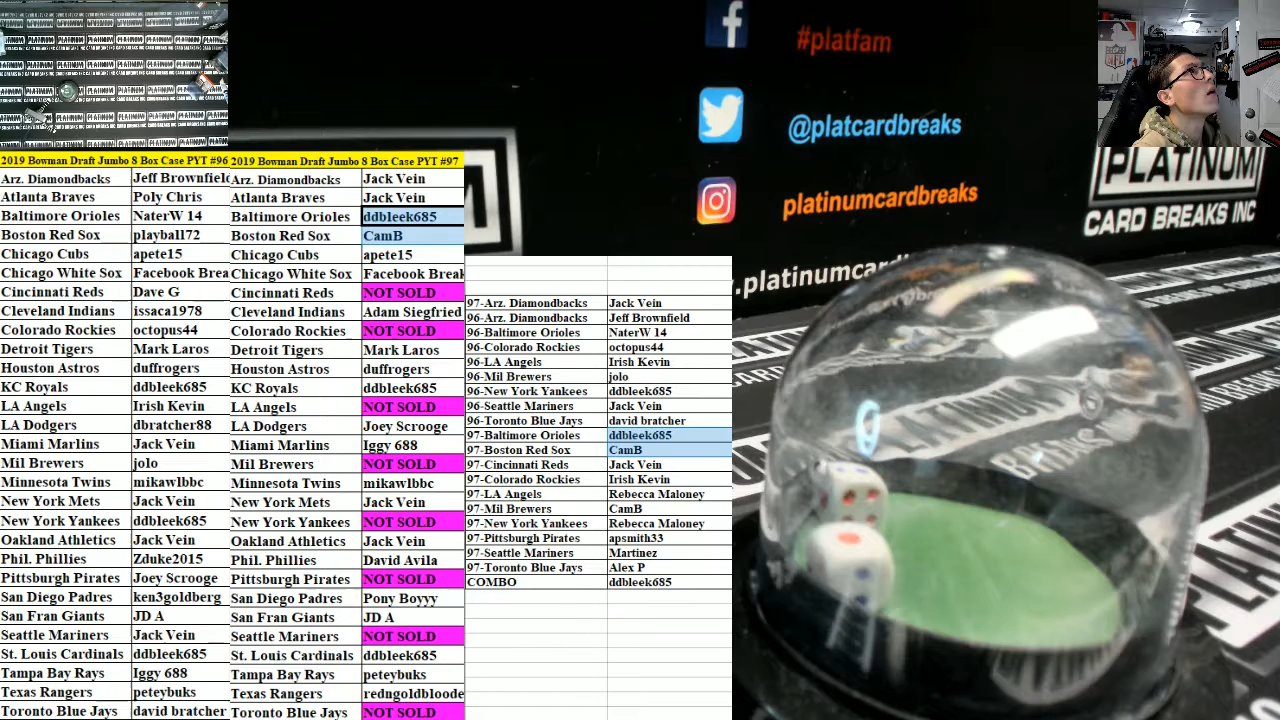 #platfam
@platcardbreaks
platinumcardbreaks
PLATINUM
CARD BREAKS INC
.platinumcard
2019 Bowman Draft Jumbo 8 Box Case PYT #96
Arz. Diamondbacks Jeff Brownfield
Atlanta Braves Poly Chris
Baltimore Orioles NaterW 14
Boston Red Sox playball72
Chicago Cubs apete15
Chicago White Sox Facebook Brea
Cincinnati Reds Dave G
Cleveland Indians issaca1978
Colorado Rockies octopus44
Detroit Tigers Mark Laros
Houston Astros duffrogers
KC Royals ddbleek685
LA Angels Irish Kevin
LA Dodgers dbratcher88
Miami Marlins Jack Vein
Mil Brewers jolo
Minnesota Twins mikawlbbc
New York Mets Jack Vein
New York Yankees ddbleek685
Oakland Athletics Jack Vein
Phil. Phillies Zduke2015
Pittsburgh Pirates Joey Scrooge
San Diego Padres ken3goldberg
San Fran Giants JD A
Seattle Mariners Jack Vein
St. Louis Cardinals ddbleek685
Tampa Bay Rays Iggy 688
Texas Rangers peteybuks
Toronto Blue Jays david bratcher
2019 Bowman Draft Jumbo 8 Box Case PYT #97
Arz. Diamondbacks Jack Vein
Atlanta Braves Jack Vein
Baltimore Orioles ddbleek685
Boston Red Sox CamB
Chicago Cubs apete15
Chicago White Sox Facebook Break
Cincinnati Reds NOT SOLD
Cleveland Indians Adam Siegfried
Colorado Rockies NOT SOLD
Detroit Tigers Mark Laros
Houston Astros duffrogers
KC Royals ddbleek685
LA Angels NOT SOLD
LA Dodgers Joey Scrooge
Miami Marlins Iggy 688
Mil Brewers NOT SOLD
Minnesota Twins mikawlbbc
New York Mets Jack Vein
New York Yankees NOT SOLD
Oakland Athletics Jack Vein
Phil. Phillies David Avila
Pittsburgh Pirates NOT SOLD
San Diego Padres Pony Boyyy
San Fran Giants JD A
Seattle Mariners NOT SOLD
St. Louis Cardinals ddbleek685
Tampa Bay Rays peteybuks
Texas Rangers redngoldbloode
Toronto Blue Jays NOT SOLD
97-Arz. Diamondbacks Jack Vein
96-Arz. Diamondbacks Jeff Brownfield
96-Baltimore Orioles NaterW 14
96-Colorado Rockies octopus44
96-LA Angels Irish Kevin
96-Mil Brewers jolo
96-New York Yankees ddbleek685
96-Seattle Mariners Jack Vein
96-Toronto Blue Jays david bratcher
97-Baltimore Orioles ddbleek685
97-Boston Red Sox CamB
97-Cincinnati Reds Jack Vein
97-Colorado Rockies Irish Kevin
97-LA Angels Rebecca Maloney
97-Mil Brewers CamB
97-New York Yankees Rebecca Maloney
97-Pittsburgh Pirates apsmith33
97-Seattle Mariners Martinez
97-Toronto Blue Jays Alex P
COMBO ddbleek685